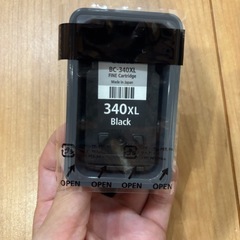 BC-340XL
FINE Cartridge
Made in Japan
340XL
Black
OPEN OPEN OPEN OPEN